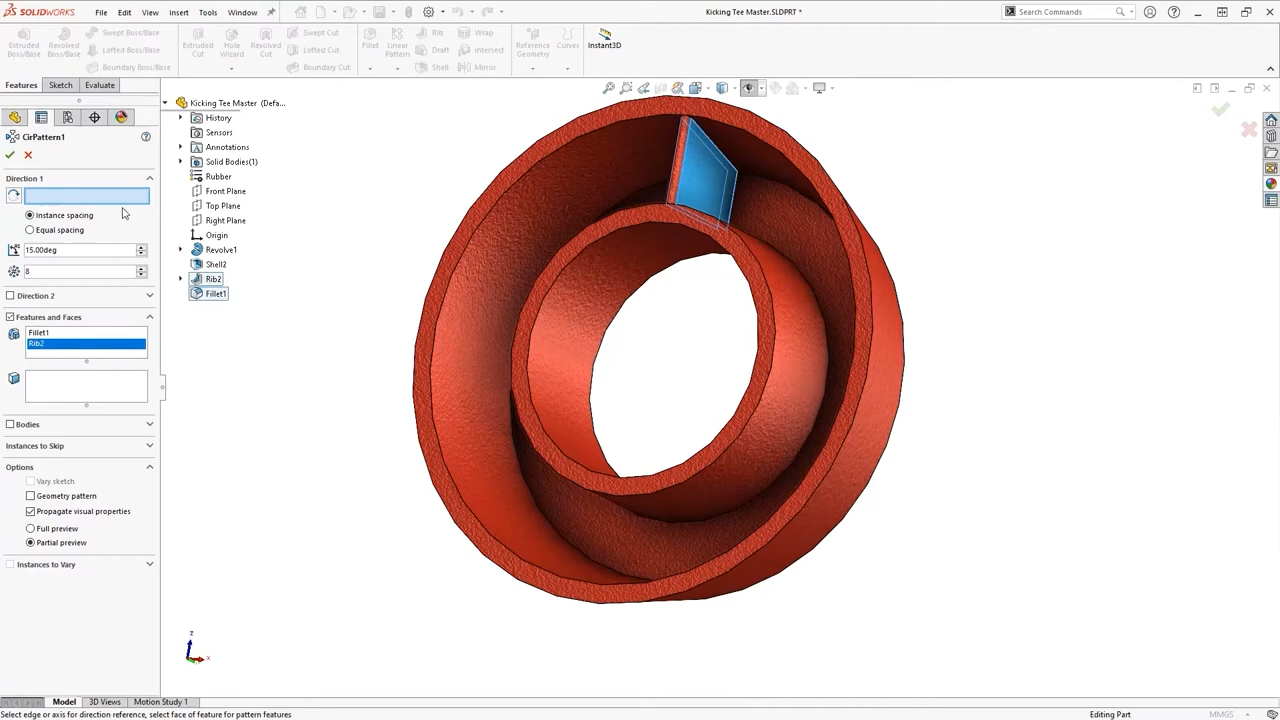 SOLIDWORKS File Edit View Insert Tools Window Kicking Tee Master.SLDPRT * Search Commands
Extruded Boss/Base
Revolved Boss/Base
Swept Boss/Base
Lofted Boss/Base
Boundary Boss/Base
Extruded Cut
Hole Wizard
Revolved Cut
Swept Cut
Lofted Cut
Boundary Cut
Fillet
Linear Pattern
Rib
Draft
Shell
Wrap
Intersect
Mirror
Reference Geometry
Curves
Instant3D
Features Sketch Evaluate
CirPattern1
Direction 1
Instance spacing
Equal spacing
15.00deg
8
Direction 2
Features and Faces
Fillet1
Rib2
Bodies
Instances to Skip
Options
Vary sketch
Geometry pattern
Propagate visual properties
Full preview
Partial preview
Instances to Vary
Kicking Tee Master (Defa...
History
Sensors
Annotations
Solid Bodies(1)
Rubber
Front Plane
Top Plane
Right Plane
Origin
Revolve1
Shell2
Rib2
Fillet1
z
x
Model 3D Views Motion Study 1
Select edge or axis for direction reference, select face of feature for pattern features Editing Part MMGS